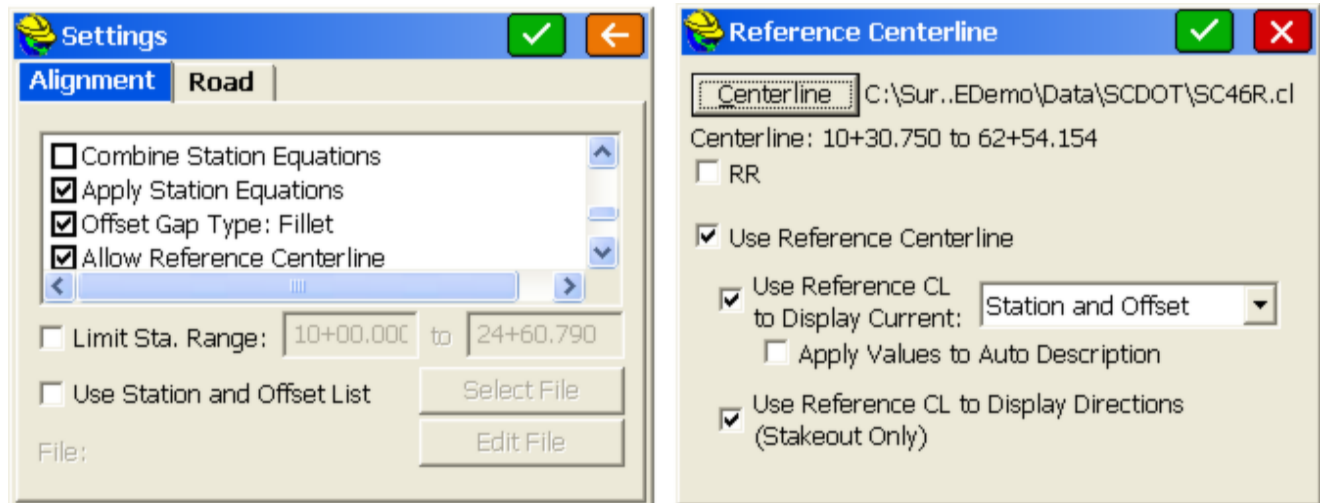 Settings
Alignment Road
Combine Station Equations
Apply Station Equations
Offset Gap Type: Fillet
Allow Reference Centerline
Limit Sta. Range: 10+00.000 to 24+60.790
Use Station and Offset List Select File
File: Edit File
Reference Centerline
Centerline C:\Sur..EDemo\Data\SCDOT\SC46R.cl
Centerline: 10+30.750 to 62+54.154
RR
Use Reference Centerline
Use Reference CL
to Display Current: Station and Offset
Apply Values to Auto Description
Use Reference CL to Display Directions
(Stakeout Only)